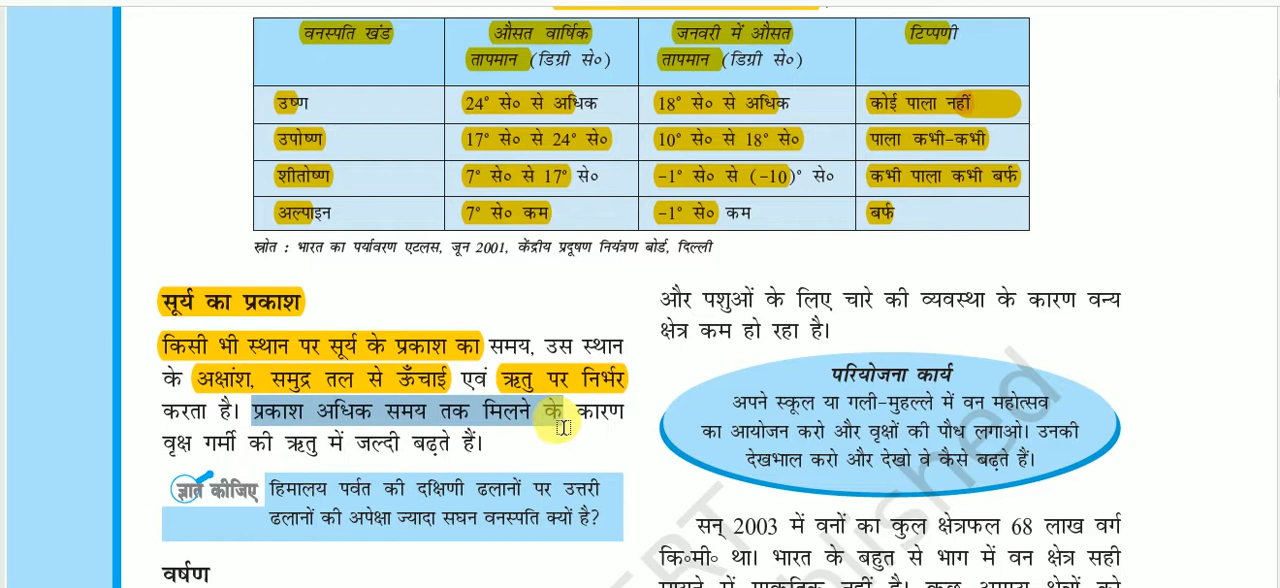 वनस्पति खंड	औसत वार्षिक तापमान (डिग्री से०)	जनवरी में औसत तापमान (डिग्री से०)	टिप्पणी
उष्ण	24° से० से अधिक	18° से० से अधिक	कोई पाला नहीं
उपोष्ण	17° से० से 24° से०	10° से० से 18° से०	पाला कभी-कभी
शीतोष्ण	7° से० से 17° से०	-1° से० से (-10)° से०	कभी पाला कभी बर्फ
अल्पाइन	7° से० कम	-1° से० कम	बर्फ
स्रोत : भारत का पर्यावरण एटलस, जून 2001, केंद्रीय प्रदूषण नियंत्रण बोर्ड, दिल्ली
सूर्य का प्रकाश
किसी भी स्थान पर सूर्य के प्रकाश का समय, उस स्थान
के अक्षांश, समुद्र तल से ऊँचाई एवं ऋतु पर निर्भर
करता है। प्रकाश अधिक समय तक मिलने के कारण
वृक्ष गर्मी की ऋतु में जल्दी बढ़ते हैं।
ज्ञात कीजिए
हिमालय पर्वत की दक्षिणी ढलानों पर उत्तरी
ढलानों की अपेक्षा ज्यादा सघन वनस्पति क्यों है?
वर्षण
और पशुओं के लिए चारे की व्यवस्था के कारण वन्य
क्षेत्र कम हो रहा है।
परियोजना कार्य
अपने स्कूल या गली-मुहल्ले में वन महोत्सव
का आयोजन करो और वृक्षों की पौध लगाओ। उनकी
देखभाल करो और देखो वे कैसे बढ़ते हैं।
सन् 2003 में वनों का कुल क्षेत्रफल 68 लाख वर्ग
कि०मी० था। भारत के बहुत से भाग में वन क्षेत्र सही